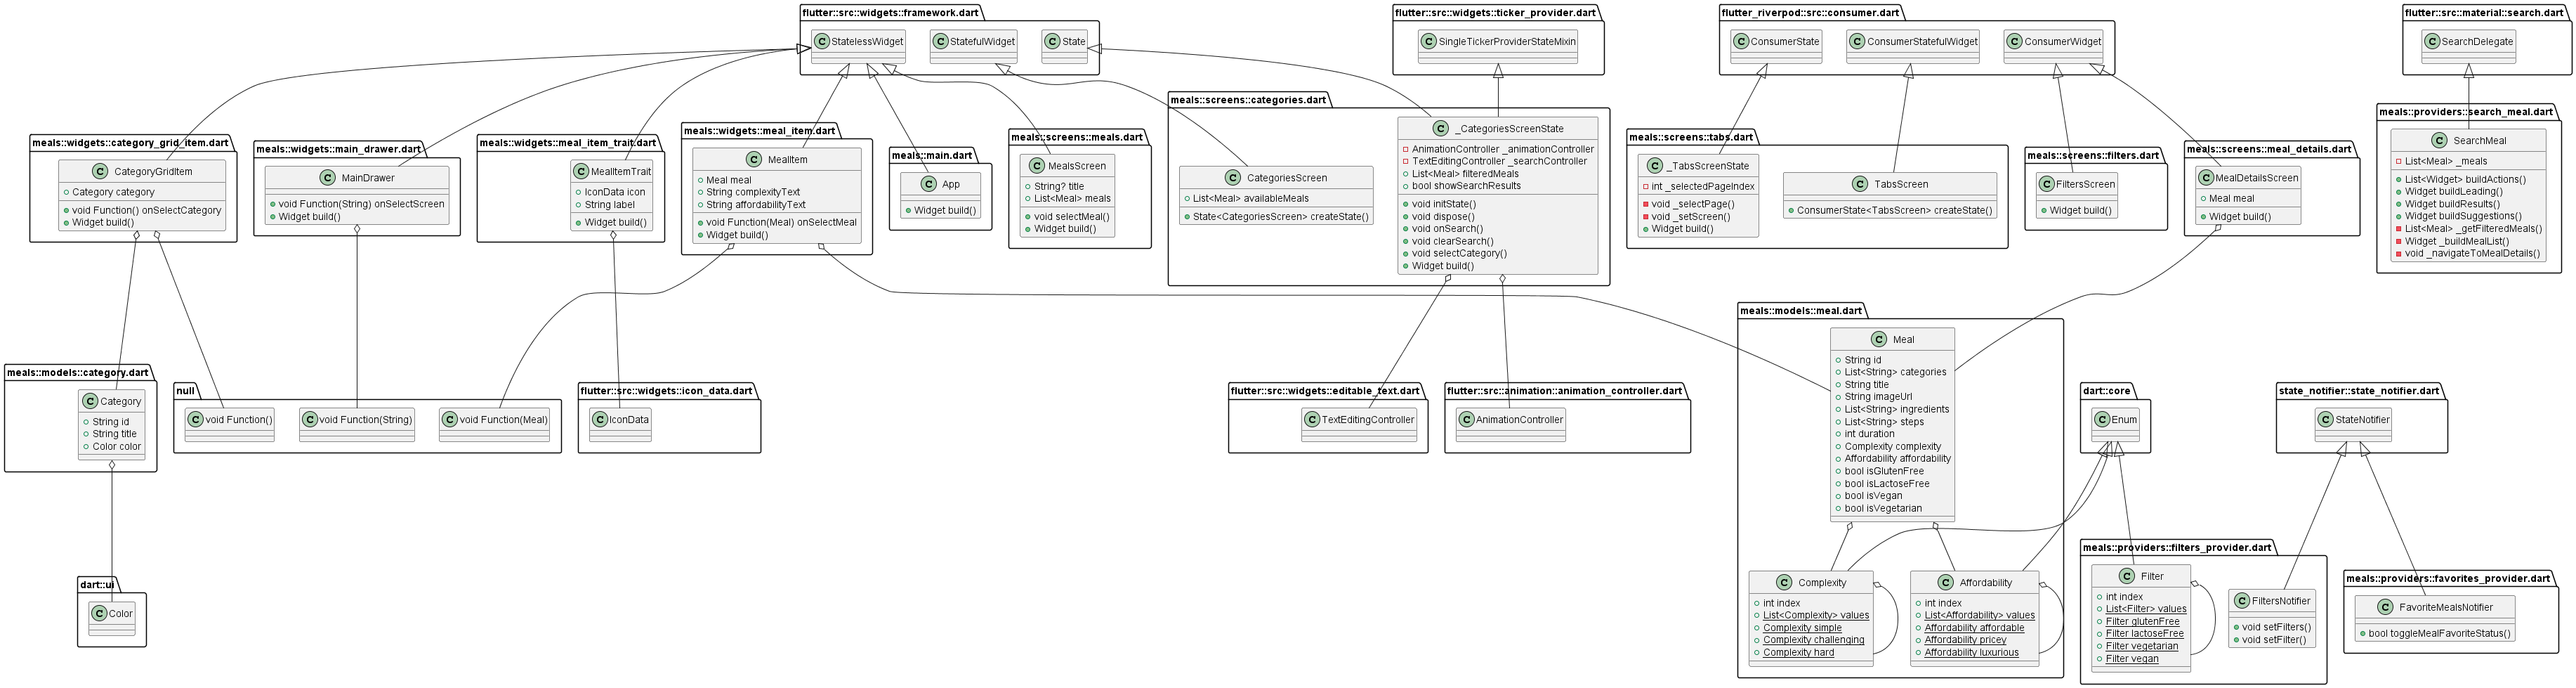 flutter::src::widgets::framework.dart
C StatelessWidget
C StatefulWidget
C State
flutter::src::widgets::ticker_provider.dart
C SingleTickerProviderStateMixin
flutter_riverpod::src::consumer.dart
C ConsumerState
C ConsumerStatefulWidget
C ConsumerWidget
flutter::src::material::search.dart
C SearchDelegate
meals::widgets::category_grid_item.dart
C CategoryGridItem
Category category
void Function() onSelectCategory
Widget build()
meals::widgets::main_drawer.dart
C MainDrawer
void Function(String) onSelectScreen
Widget build()
meals::widgets::meal_item_trait.dart
C MealItemTrait
IconData icon
String label
Widget build()
meals::widgets::meal_item.dart
C MealItem
Meal meal
String complexityText
String affordabilityText
void Function(Meal) onSelectMeal
Widget build()
meals::main.dart
C App
Widget build()
meals::screens::meals.dart
C MealsScreen
String? title
List<Meal> meals
void selectMeal()
Widget build()
meals::screens::categories.dart
C CategoriesScreen
List<Meal> availableMeals
State<CategoriesScreen> createState()
C _CategoriesScreenState
AnimationController _animationController
TextEditingController _searchController
List<Meal> filteredMeals
bool showSearchResults
void initState()
void dispose()
void onSearch()
void clearSearch()
void selectCategory()
Widget build()
meals::screens::tabs.dart
C _TabsScreenState
int _selectedPageIndex
void _selectPage()
void _setScreen()
Widget build()
C TabsScreen
ConsumerState<TabsScreen> createState()
meals::screens::filters.dart
C FiltersScreen
Widget build()
meals::screens::meal_details.dart
C MealDetailsScreen
Meal meal
Widget build()
meals::providers::search_meal.dart
C SearchMeal
List<Meal> _meals
List<Widget> buildActions()
Widget buildLeading()
Widget buildResults()
Widget buildSuggestions()
List<Meal> _getFilteredMeals()
Widget _buildMealList()
void _navigateToMealDetails()
meals::models::category.dart
C Category
String id
String title
Color color
null
C void Function()
C void Function(String)
C void Function(Meal)
flutter::src::widgets::icon_data.dart
C IconData
flutter::src::widgets::editable_text.dart
C TextEditingController
flutter::src::animation::animation_controller.dart
C AnimationController
meals::models::meal.dart
C Meal
String id
List<String> categories
String title
String imageUrl
List<String> ingredients
List<String> steps
int duration
Complexity complexity
Affordability affordability
bool isGlutenFree
bool isLactoseFree
bool isVegan
bool isVegetarian
C Complexity
int index
List<Complexity> values
Complexity simple
Complexity challenging
Complexity hard
C Affordability
int index
List<Affordability> values
Affordability affordable
Affordability pricey
Affordability luxurious
dart::core
C Enum
state_notifier::state_notifier.dart
C StateNotifier
dart::ui
C Color
meals::providers::filters_provider.dart
C Filter
int index
List<Filter> values
Filter glutenFree
Filter lactoseFree
Filter vegetarian
Filter vegan
C FiltersNotifier
void setFilters()
void setFilter()
meals::providers::favorites_provider.dart
C FavoriteMealsNotifier
bool toggleMealFavoriteStatus()